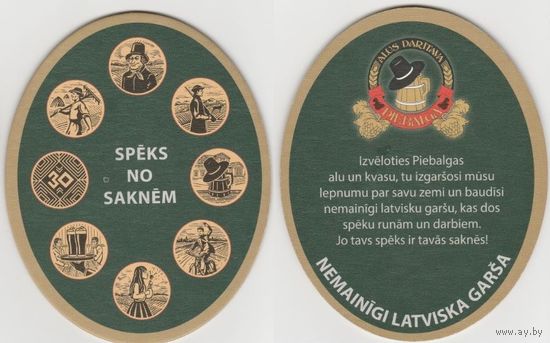 SPĒKS
NO
SAKNĒM
30
ALUS DARĪTAVA
PIEBALGA
Izvēloties Piebalgas
alu un kvasu, tu izgaršosi mūsu
lepnumu par savu zemi un baudīsi
nemainīgi latvisku garšu, kas dos
spēku runām un darbiem.
Jo tavs spēks ir tavās saknēs!
NEMAINĪGI LATVISKA GARŠA
© www.ay.by